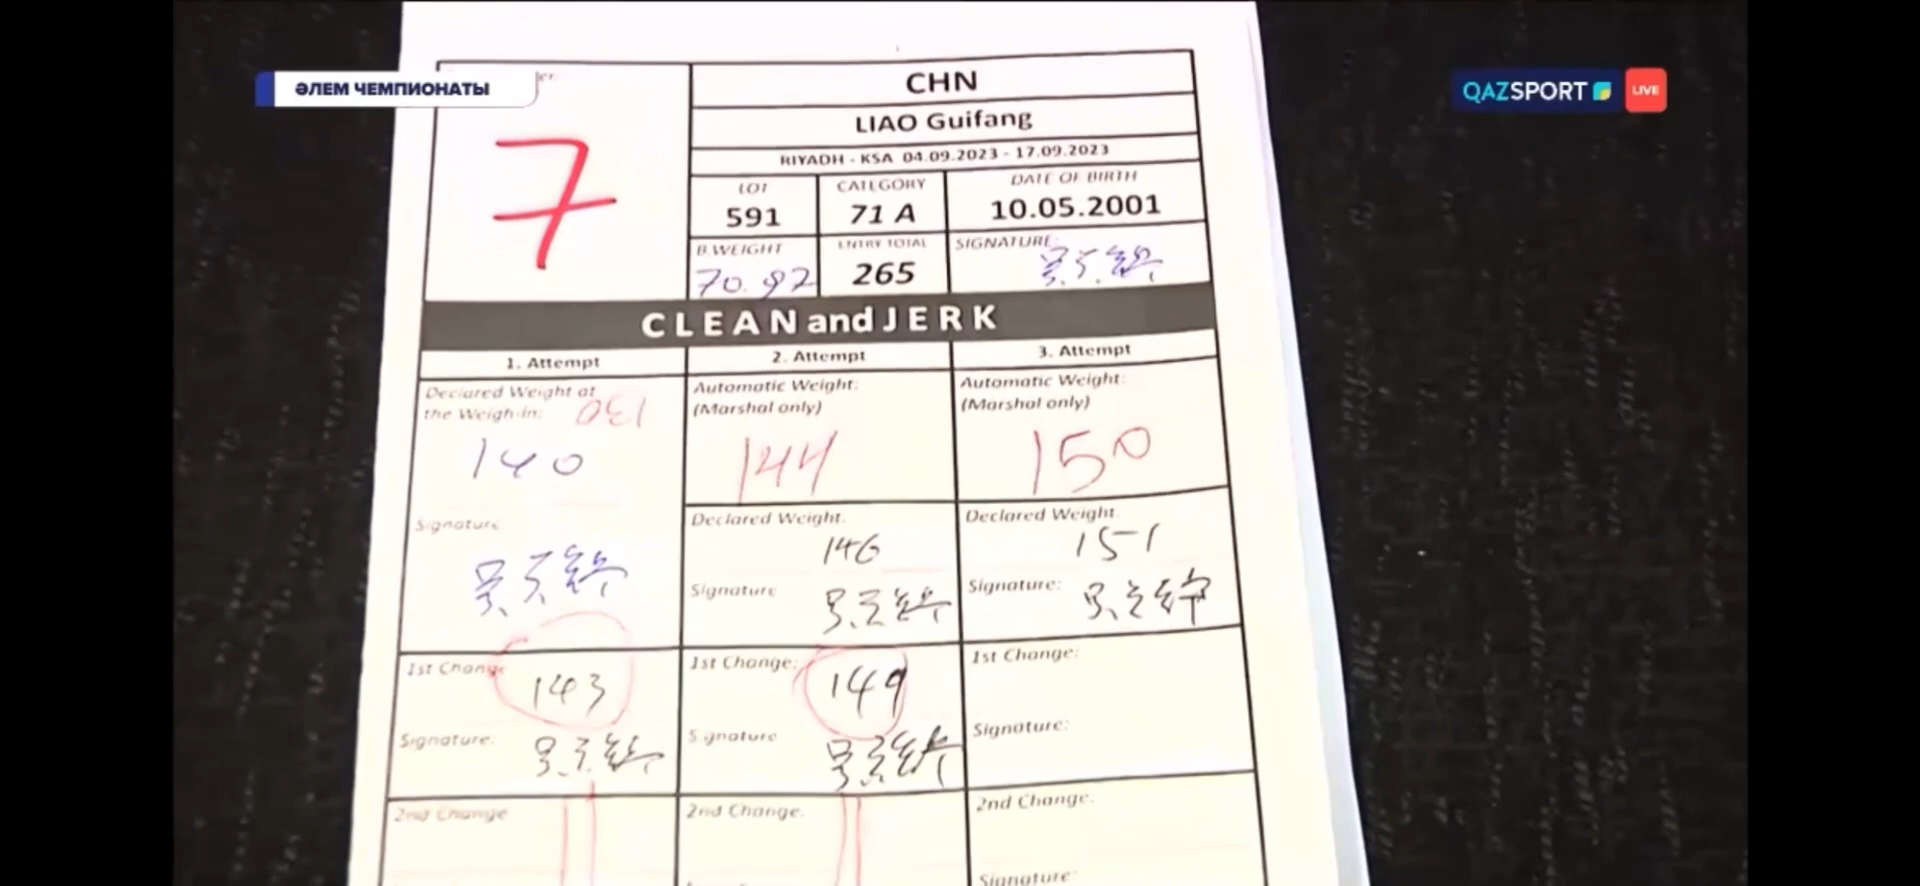 ӘЛЕМ ЧЕМПИОНАТЫ
QAZSPORT LIVE
7
CHN
LIAO Guifang
RIYADH - KSA 04.09.2023 - 17.09.2023
LOT CATEGORY DATE OF BIRTH
591 71 A 10.05.2001
B.WEIGHT ENTRY TOTAL SIGNATURE:
70.92 265
CLEAN and JERK
1. Attempt 2. Attempt 3. Attempt
Declared Weight at Automatic Weight: Automatic Weight:
the Weigh-in: 130 (Marshal only) (Marshal only)
140 144 150
Signature Declared Weight. Declared Weight.
146 151
Signature Signature:
1st Change 1st Change: 1st Change:
143 149
Signature: Signature Signature:
2nd Change 2nd Change. 2nd Change.
Signature: